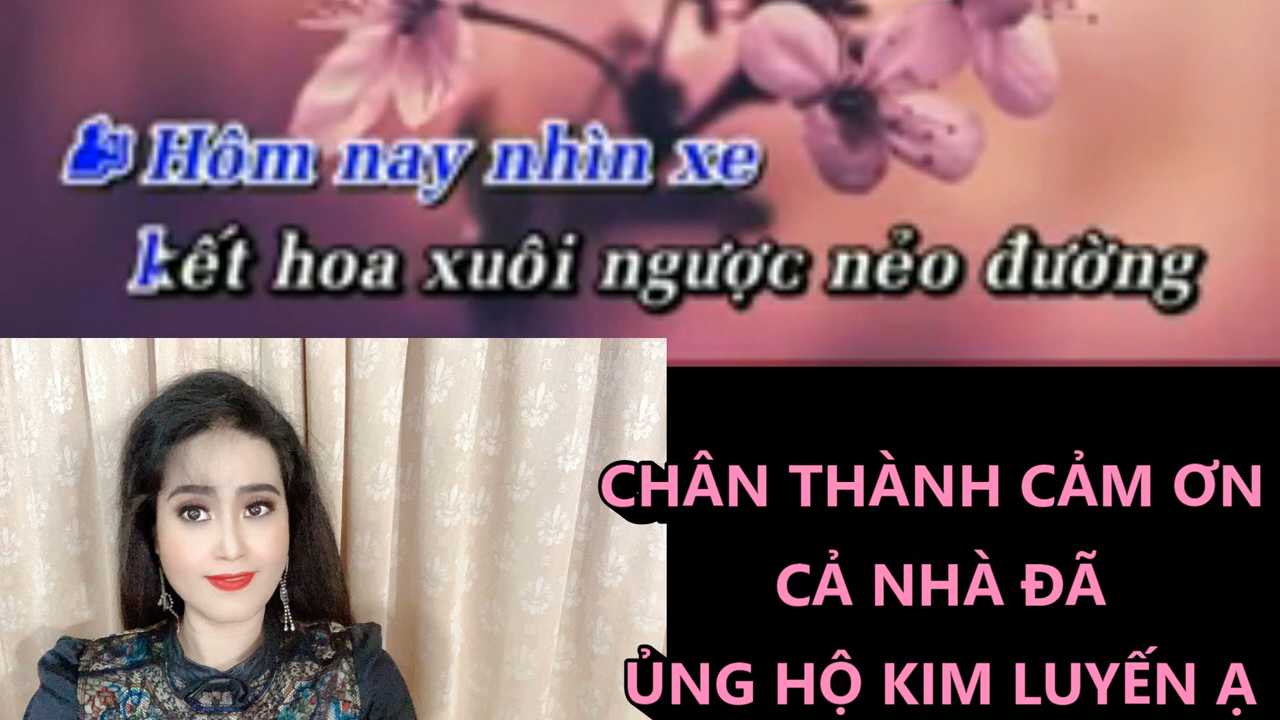 Hôm nay nhìn xe
kết hoa xuôi ngược nẻo đường
CHÂN THÀNH CẢM ƠN
CẢ NHÀ ĐÃ
ỦNG HỘ KIM LUYẾN Ạ